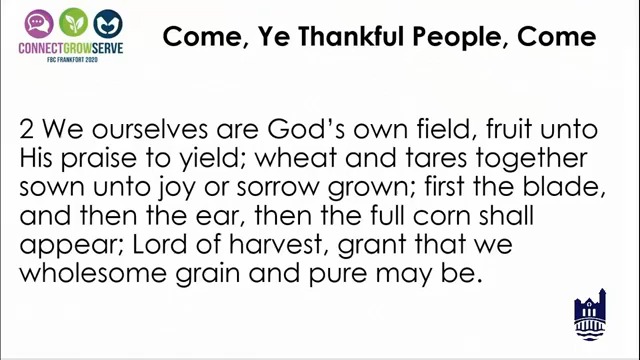 CONNECTGROWSERVE
FBC FRANKFORT 2020
Come, Ye Thankful People, Come
2 We ourselves are God's own field, fruit unto
His praise to yield; wheat and tares together
sown unto joy or sorrow grown; first the blade,
and then the ear, then the full corn shall
appear; Lord of harvest, grant that we
wholesome grain and pure may be.